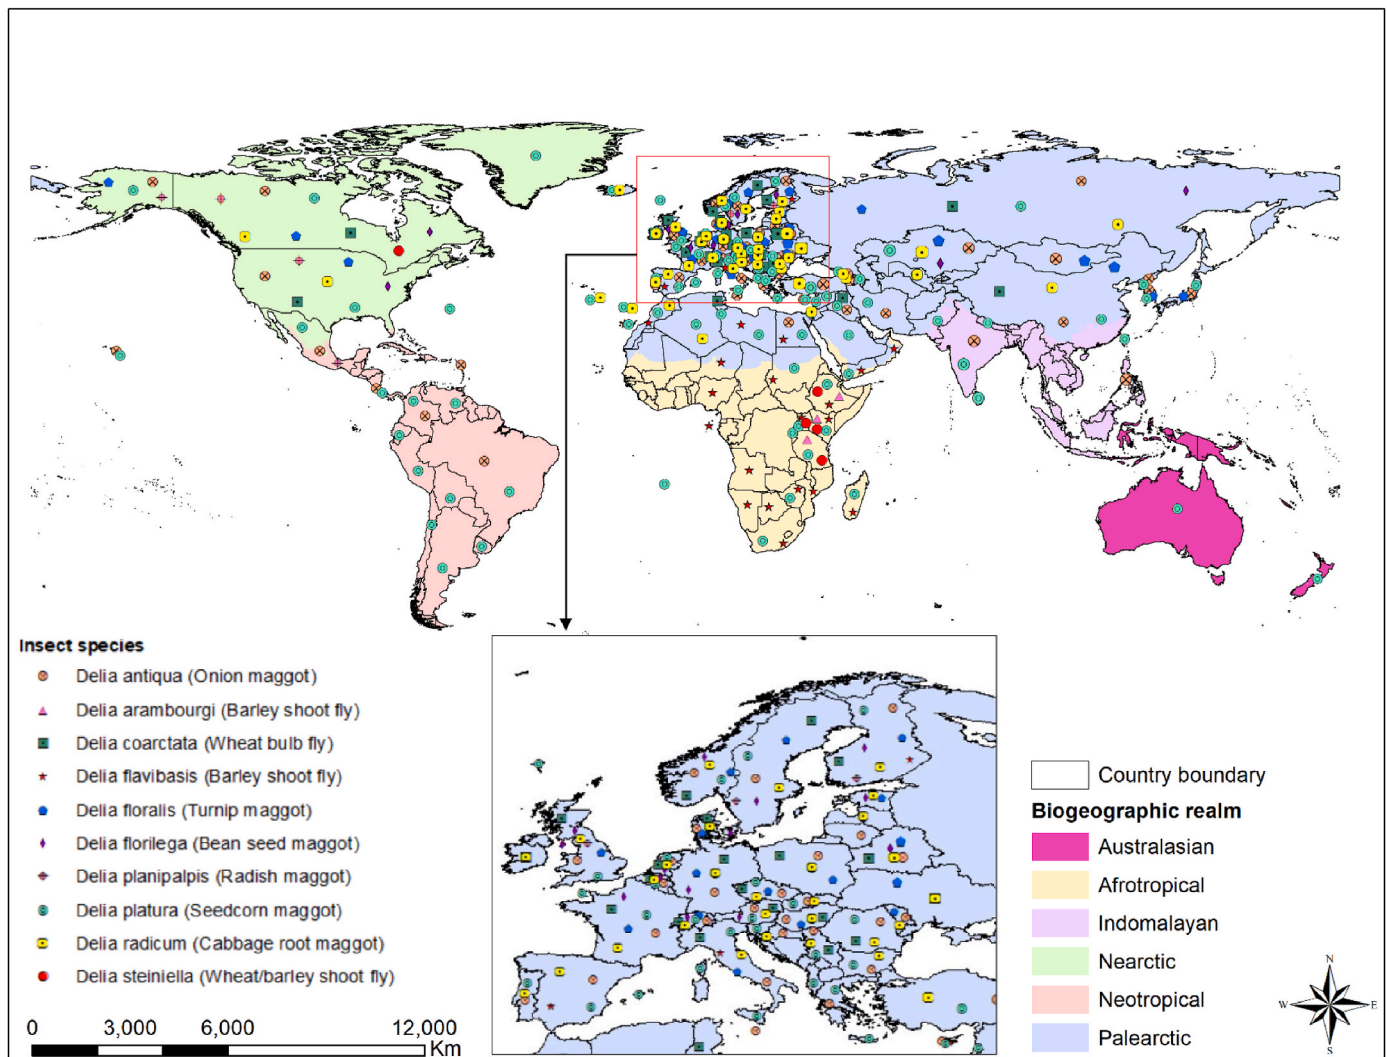 Insect species
Delia antiqua (Onion maggot)
Delia arambourgi (Barley shoot fly)
Delia coarctata (Wheat bulb fly)
Delia flavibasis (Barley shoot fly)
Delia floralis (Turnip maggot)
Delia florilega (Bean seed maggot)
Delia planipalpis (Radish maggot)
Delia platura (Seedcorn maggot)
Delia radicum (Cabbage root maggot)
Delia steiniella (Wheat/barley shoot fly)
0 3,000 6,000 12,000
Km
Country boundary
Biogeographic realm
Australasian
Afrotropical
Indomalayan
Nearctic
Neotropical
Palearctic
N
W E
S